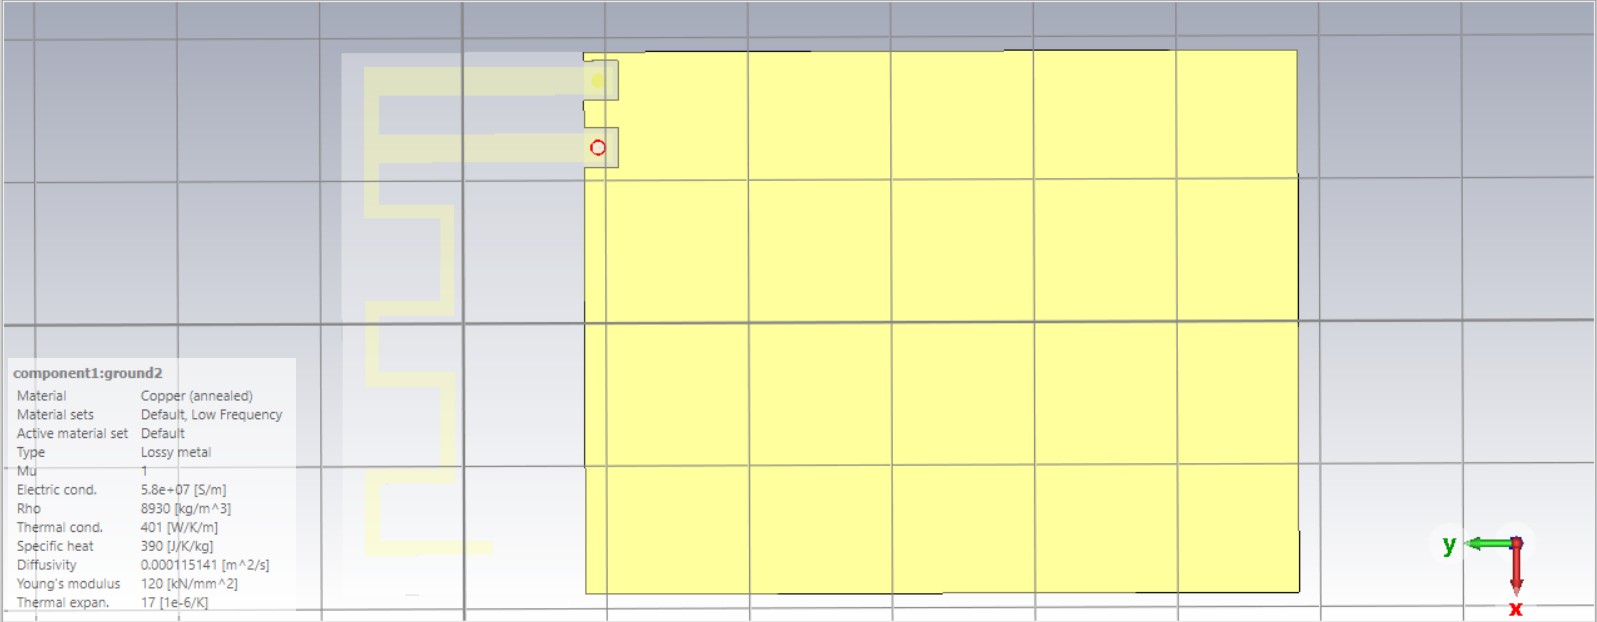 component1:ground2
Material Copper (annealed)
Material sets Default, Low Frequency
Active material set Default
Type Lossy metal
Mu 1
Electric cond. 5.8e+07 [S/m]
Rho 8930 [kg/m^3]
Thermal cond. 401 [W/K/m]
Specific heat 390 [J/K/kg]
Diffusivity 0.000115141 [m^2/s]
Young's modulus 120 [kN/mm^2]
Thermal expan. 17 [1e-6/K]
y
x